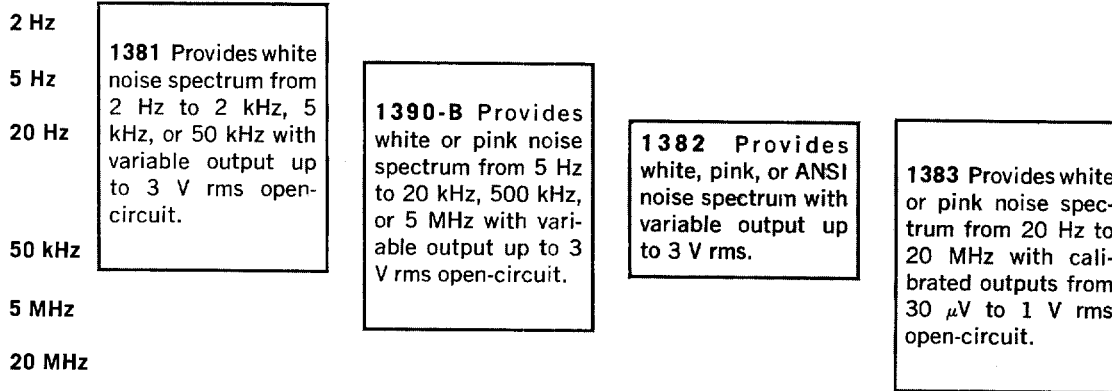 2 Hz
5 Hz
20 Hz
50 kHz
5 MHz
20 MHz
1381 Provides white
noise spectrum from
2 Hz to 2 kHz, 5
kHz, or 50 kHz with
variable output up
to 3 V rms open-
circuit.
1390-B Provides
white or pink noise
spectrum from 5 Hz
to 20 kHz, 500 kHz,
or 5 MHz with vari-
able output up to 3
V rms open-circuit.
1382 Provides
white, pink, or ANSI
noise spectrum with
variable output up
to 3 V rms.
1383 Provides white
or pink noise spec-
trum from 20 Hz to
20 MHz with cali-
brated outputs from
30 μV to 1 V rms
open-circuit.